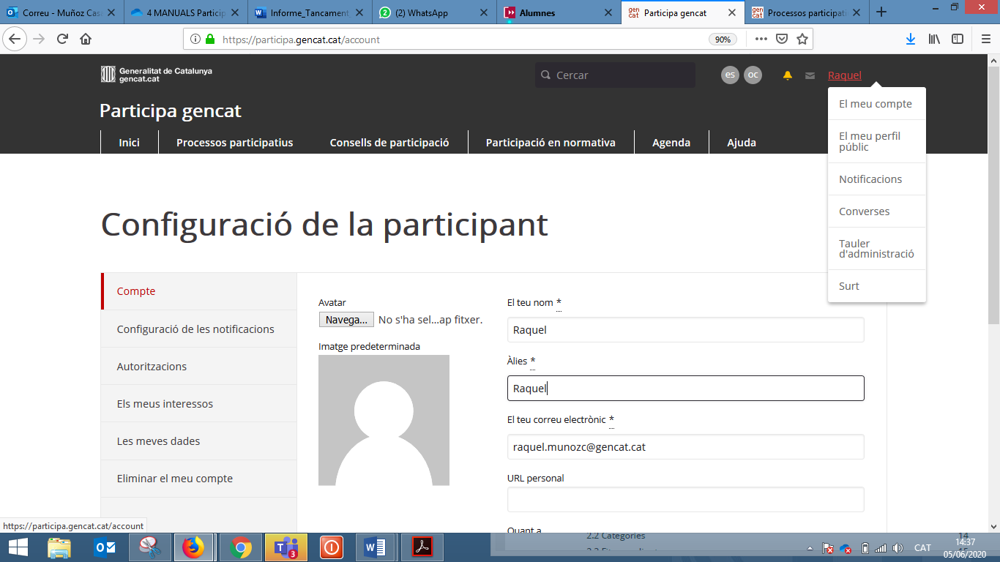 Correu - Muñoz Casa
4 MANUALS Particip
Informe_Tancament
(2) WhatsApp
Alumnes
Participa gencat
Processos participati
https://participa.gencat.cat/account
90%
Generalitat de Catalunya
gencat.cat
Cercar
es
oc
Raquel
Participa gencat
Inici
Processos participatius
Consells de participació
Participació en normativa
Agenda
Ajuda
El meu compte
El meu perfil
públic
Notificacions
Converses
Tauler
d'administració
Surt
Configuració de la participant
Compte
Configuració de les notificacions
Autoritzacions
Els meus interessos
Les meves dades
Eliminar el meu compte
Avatar
Navega... No s'ha sel...ap fitxer.
Imatge predeterminada
El teu nom *
Raquel
Àlies *
Raquel
El teu correu electrònic *
raquel.munozc@gencat.cat
URL personal
Quant a
https://participa.gencat.cat/account
2.2 Categories
14
3
CAT
14:37
05/06/2020